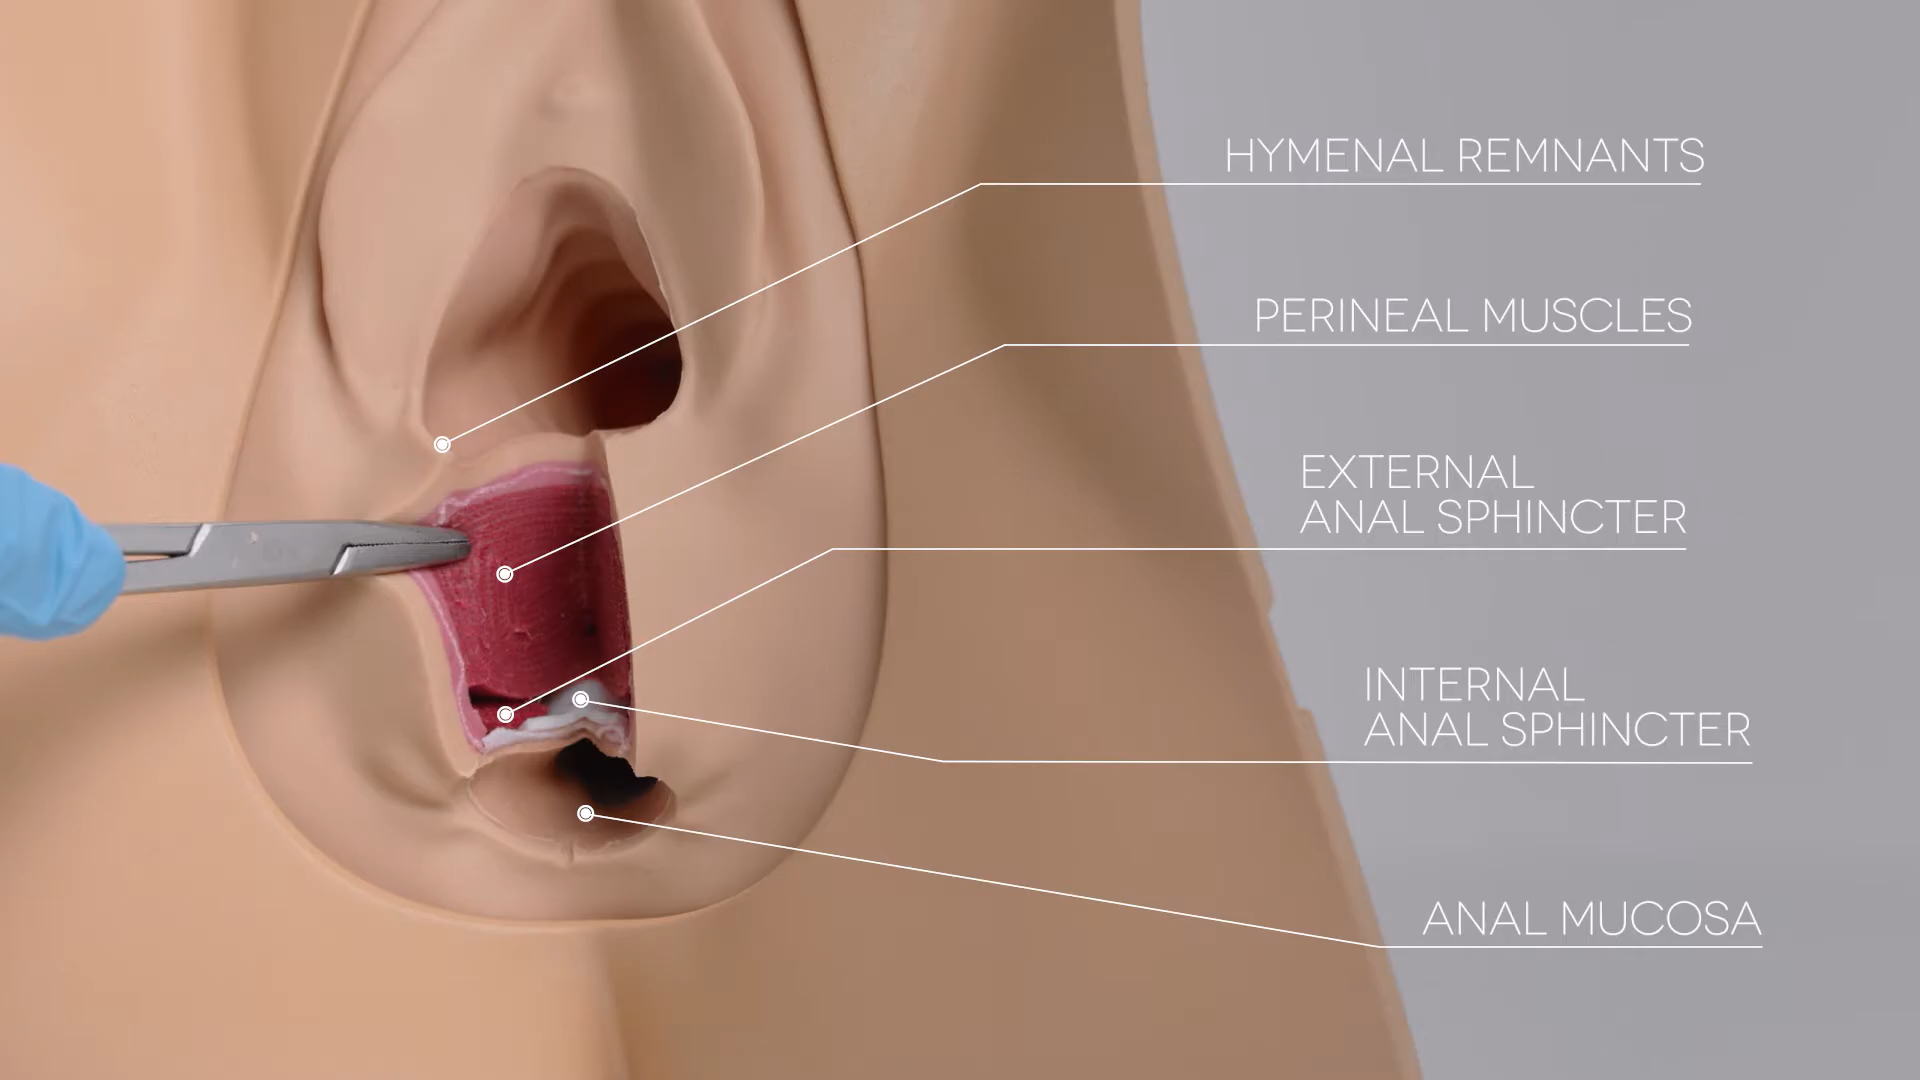 HYMENAL REMNANTS
PERINEAL MUSCLES
EXTERNAL
ANAL SPHINCTER
INTERNAL
ANAL SPHINCTER
ANAL MUCOSA